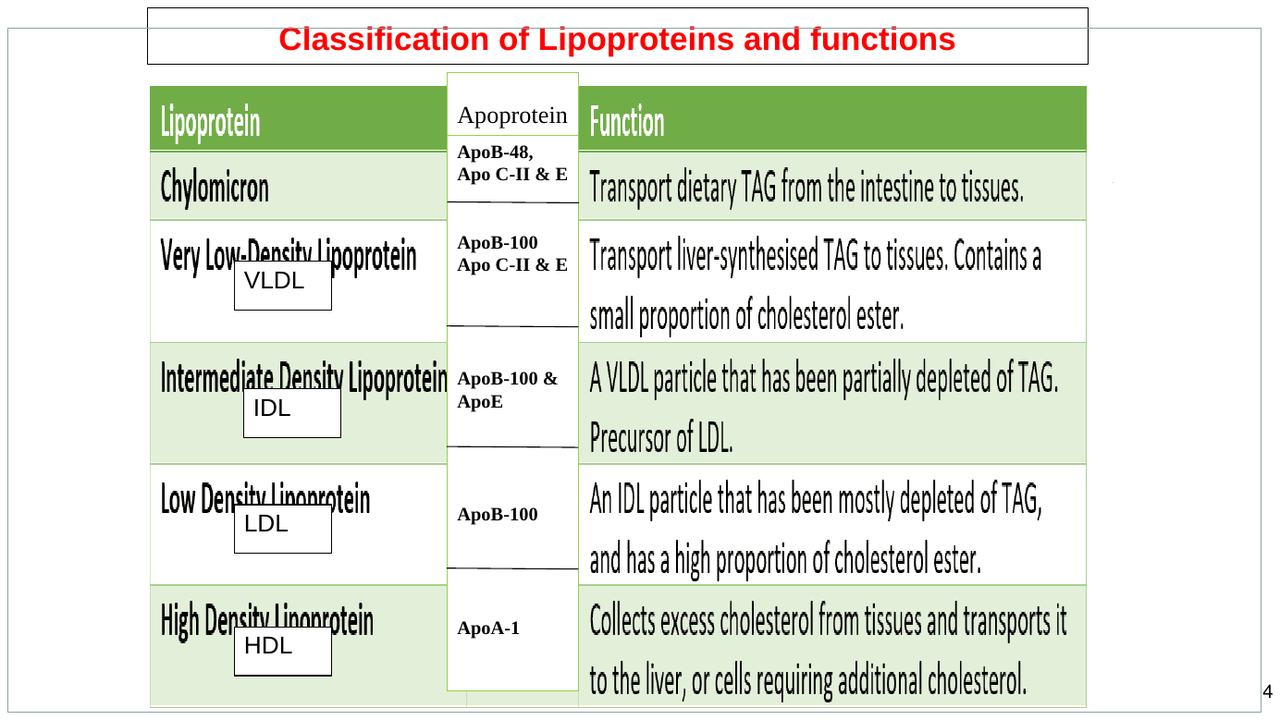 Classification of Lipoproteins and functions
Lipoprotein
Apoprotein
Function
Chylomicron
ApoB-48,
Apo C-II & E
Transport dietary TAG from the intestine to tissues.
Very Low-Density Lipoprotein
VLDL
ApoB-100
Apo C-II & E
Transport liver-synthesised TAG to tissues. Contains a
small proportion of cholesterol ester.
Intermediate Density Lipoprotein
IDL
ApoB-100 &
ApoE
A VLDL particle that has been partially depleted of TAG.
Precursor of LDL.
Low Density Lipoprotein
LDL
ApoB-100
An IDL particle that has been mostly depleted of TAG,
and has a high proportion of cholesterol ester.
High Density Lipoprotein
HDL
ApoA-1
Collects excess cholesterol from tissues and transports it
to the liver, or cells requiring additional cholesterol.
4